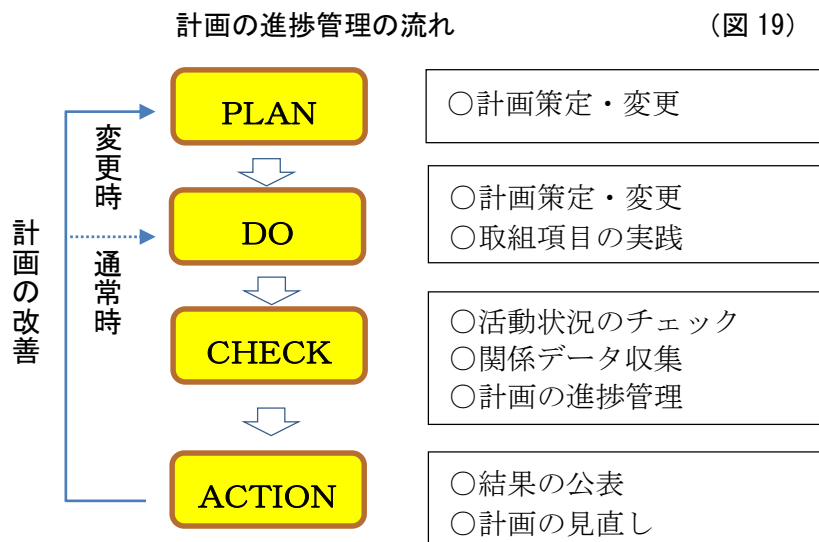 計画の進捗管理の流れ
(図 19)
PLAN
○計画策定・変更
変更時
DO
○計画策定・変更
○取組項目の実践
計画の改善
通常時
CHECK
○活動状況のチェック
○関係データ収集
○計画の進捗管理
ACTION
○結果の公表
○計画の見直し